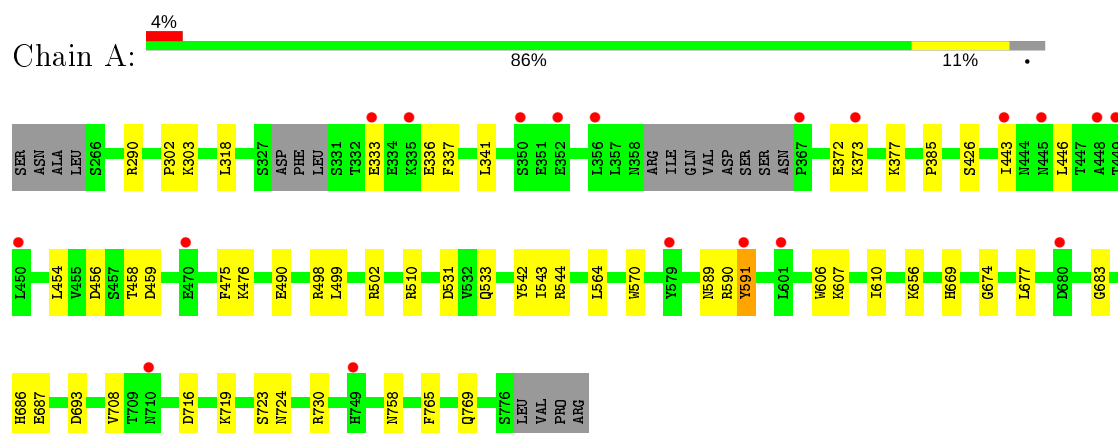 4%
Chain A:
86% 11% •
SER ASN ALA LEU S266 R290 P302 K303 L318 S327 ASP PHE LEU S331 T332 E333 E334 K335 E336 F337 L341 S350 E351 E352 L356 L357 N358 ARG ILE GLN VAL ASP SER SER ASN P367 E372 K373 K377 P385 S426 I443 N444 N445 L446 T447 A448 T449
L450 L454 V455 D456 S457 T458 D459 E470 F475 K476 E490 R498 L499 R502 R510 D531 V532 Q533 Y542 I543 R544 L564 W570 Y579 N589 R590 Y591 L601 W606 K607 I610 K656 H669 G674 L677 D680 G683
H686 E687 D693 V708 T709 N710 D716 K719 S723 N724 R730 H749 N758 F765 Q769 S776 LEU VAL PRO ARG